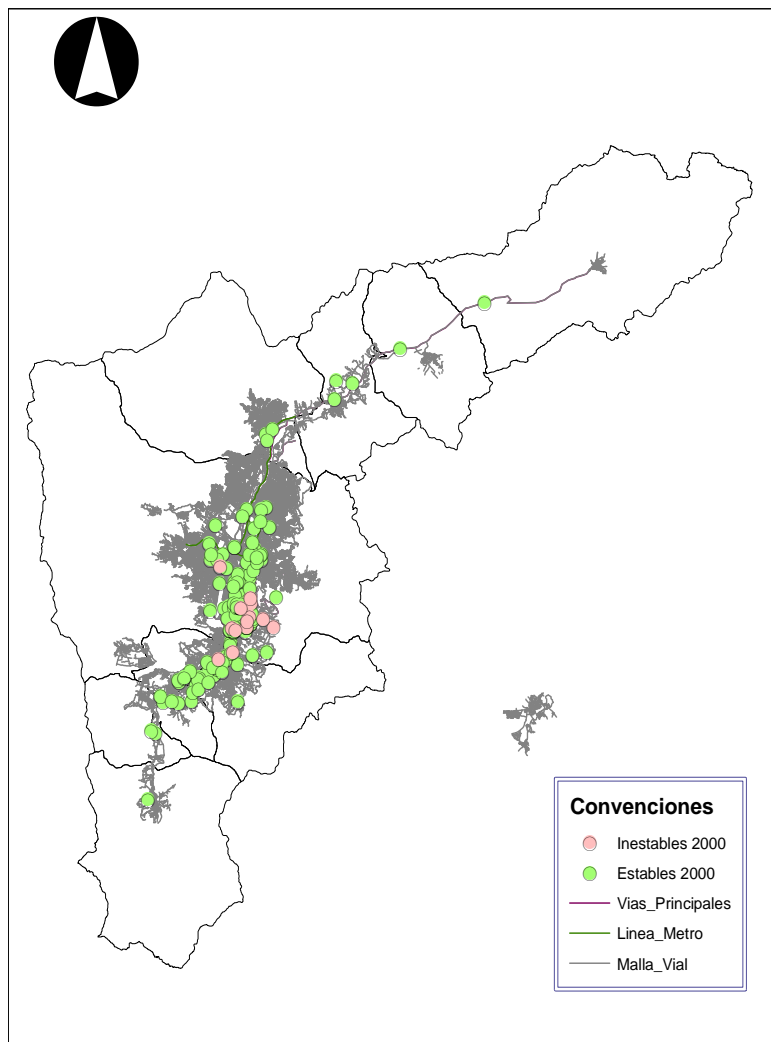 Convenciones
Inestables 2000
Estables 2000
Vias_Principales
Linea_Metro
Malla_Vial